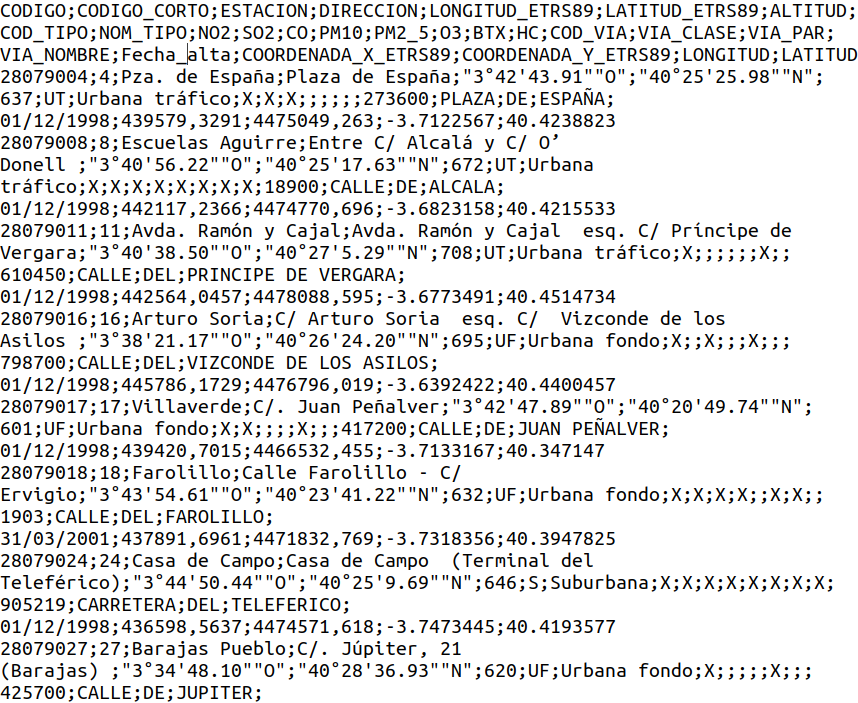 CODIGO;CODIGO_CORTO;ESTACION;DIRECCION;LONGITUD_ETRS89;LATITUD_ETRS89;ALTITUD;
COD_TIPO;NOM_TIPO;NO2;SO2;CO;PM10;PM2_5;O3;BTX;HC;COD_VIA;VIA_CLASE;VIA_PAR;
VIA_NOMBRE;Fecha_alta;COORDENADA_X_ETRS89;COORDENADA_Y_ETRS89;LONGITUD;LATITUD
28079004;4;Pza. de España;Plaza de España;"3°42'43.91""O";"40°25'25.98""N";
637;UT;Urbana tráfico;X;X;X;;;;;;273600;PLAZA;DE;ESPAÑA;
01/12/1998;439579,3291;4475049,263;-3.7122567;40.4238823
28079008;8;Escuelas Aguirre;Entre C/ Alcalá y C/ O’
Donell ;"3°40'56.22""O";"40°25'17.63""N";672;UT;Urbana
tráfico;X;X;X;X;X;X;X;X;18900;CALLE;DE;ALCALA;
01/12/1998;442117,2366;4474770,696;-3.6823158;40.4215533
28079011;11;Avda. Ramón y Cajal;Avda. Ramón y Cajal  esq. C/ Príncipe de
Vergara;"3°40'38.50""O";"40°27'5.29""N";708;UT;Urbana tráfico;X;;;;;;X;;
610450;CALLE;DEL;PRINCIPE DE VERGARA;
01/12/1998;442564,0457;4478088,595;-3.6773491;40.4514734
28079016;16;Arturo Soria;C/ Arturo Soria  esq. C/  Vizconde de los
Asilos ;"3°38'21.17""O";"40°26'24.20""N";695;UF;Urbana fondo;X;;X;;;X;;;
798700;CALLE;DEL;VIZCONDE DE LOS ASILOS;
01/12/1998;445786,1729;4476796,019;-3.6392422;40.4400457
28079017;17;Villaverde;C/. Juan Peñalver;"3°42'47.89""O";"40°20'49.74""N";
601;UF;Urbana fondo;X;X;;;;X;;;417200;CALLE;DE;JUAN PEÑALVER;
01/12/1998;439420,7015;4466532,455;-3.7133167;40.347147
28079018;18;Farolillo;Calle Farolillo - C/
Ervigio;"3°43'54.61""O";"40°23'41.22""N";632;UF;Urbana fondo;X;X;X;X;;X;X;;
1903;CALLE;DEL;FAROLILLO;
31/03/2001;437891,6961;4471832,769;-3.7318356;40.3947825
28079024;24;Casa de Campo;Casa de Campo  (Terminal del
Teleférico);"3°44'50.44""O";"40°25'9.69""N";646;S;Suburbana;X;X;X;X;X;X;X;X;
905219;CARRETERA;DEL;TELEFERICO;
01/12/1998;436598,5637;4474571,618;-3.7473445;40.4193577
28079027;27;Barajas Pueblo;C/. Júpiter, 21
(Barajas) ;"3°34'48.10""O";"40°28'36.93""N";620;UF;Urbana fondo;X;;;;;X;;;
425700;CALLE;DE;JUPITER;